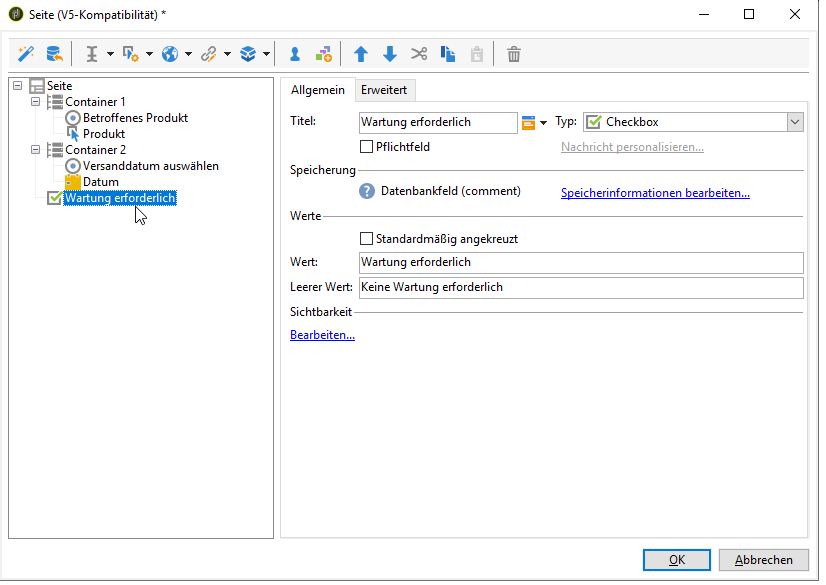 Seite (V5-Kompatibilität) *
Seite
Container 1
Betroffenes Produkt
Produkt
Container 2
Versanddatum auswählen
Datum
Wartung erforderlich
Allgemein Erweitert
Titel: Wartung erforderlich Typ: Checkbox
Pflichtfeld Nachricht personalisieren...
Speicherung
? Datenbankfeld (comment) Speicherinformationen bearbeiten...
Werte
Standardmäßig angekreuzt
Wert: Wartung erforderlich
Leerer Wert: Keine Wartung erforderlich
Sichtbarkeit
Bearbeiten...
OK Abbrechen